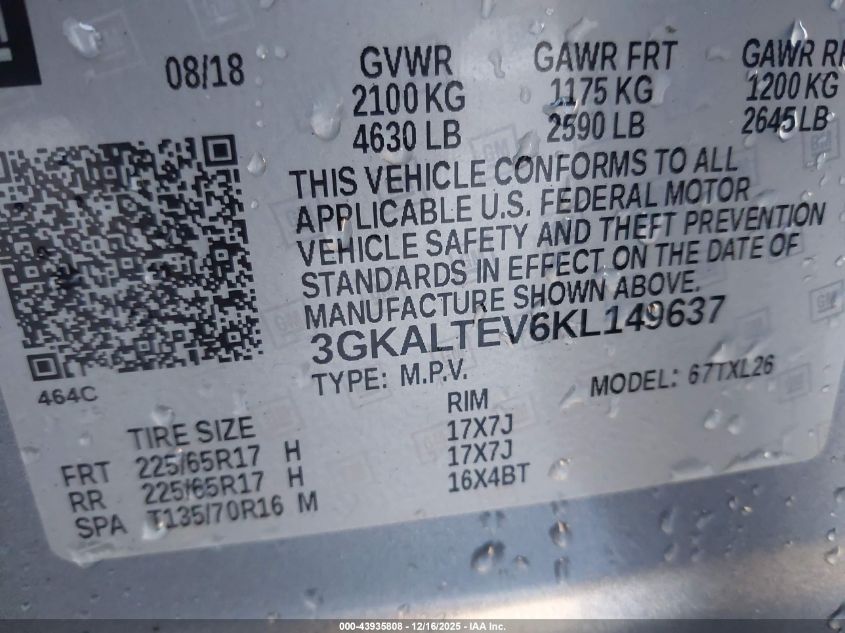 08/18 GVWR GAWR FRT GAWR
2100 KG 1175 KG 1200 KG
4630 LB 2590 LB 2645 LB
THIS VEHICLE CONFORMS TO ALL
APPLICABLE U.S. FEDERAL MOTOR
VEHICLE SAFETY AND THEFT PREVENTION
STANDARDS IN EFFECT ON THE DATE OF
MANUFACTURE SHOWN ABOVE.
3GKALTEV6KL149637
464C TYPE: M.P.V. MODEL: 67TXL26
TIRE SIZE RIM
FRT 225/65R17 H 17X7J
RR 225/65R17 H 17X7J
SPA T135/70R16 M 16X4BT
000-43935808 - 12/16/2025 - IAA Inc.